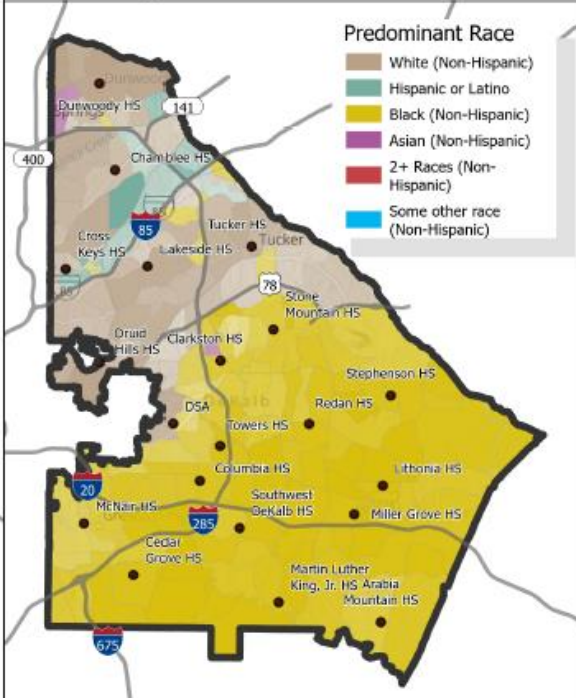 Predominant Race
White (Non-Hispanic)
Hispanic or Latino
Black (Non-Hispanic)
Asian (Non-Hispanic)
2+ Races (Non-
Hispanic)
Some other race
(Non-Hispanic)
Dunwoody HS
141
400
Chamblee HS
85
Cross
Keys HS
Lakeside HS
Tucker HS
Tucker
85
78
Stone
Mountain HS
Druid
Hills HS
Clarkston HS
Stephenson HS
DSA
Redan HS
Towers HS
Columbia HS
Lithonia HS
20
McNair HS
285
Southwest
DeKalb HS
Miller Grove HS
Cedar
Grove HS
Martin Luther
King, Jr. HS
Arabia
Mountain HS
675